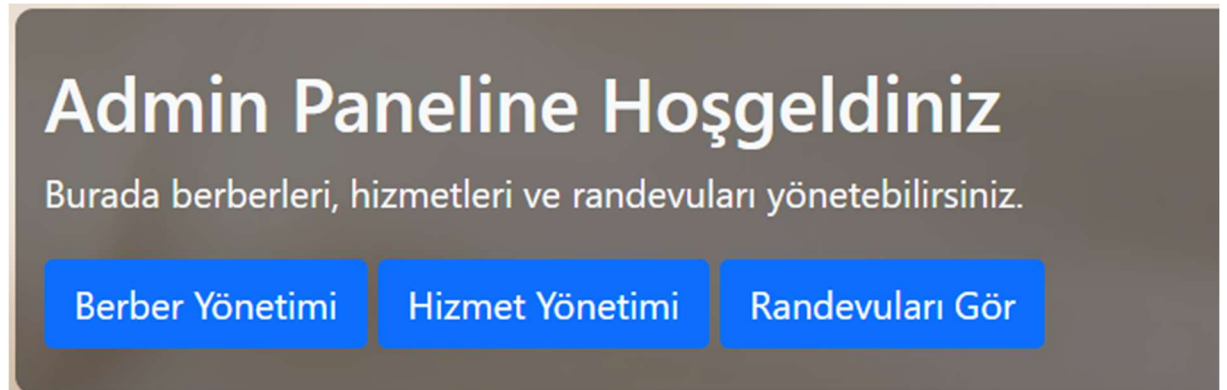 Admin Paneline Hoşgeldiniz
Burada berberleri, hizmetleri ve randevuları yönetebilirsiniz.
Berber Yönetimi Hizmet Yönetimi Randevuları Gör